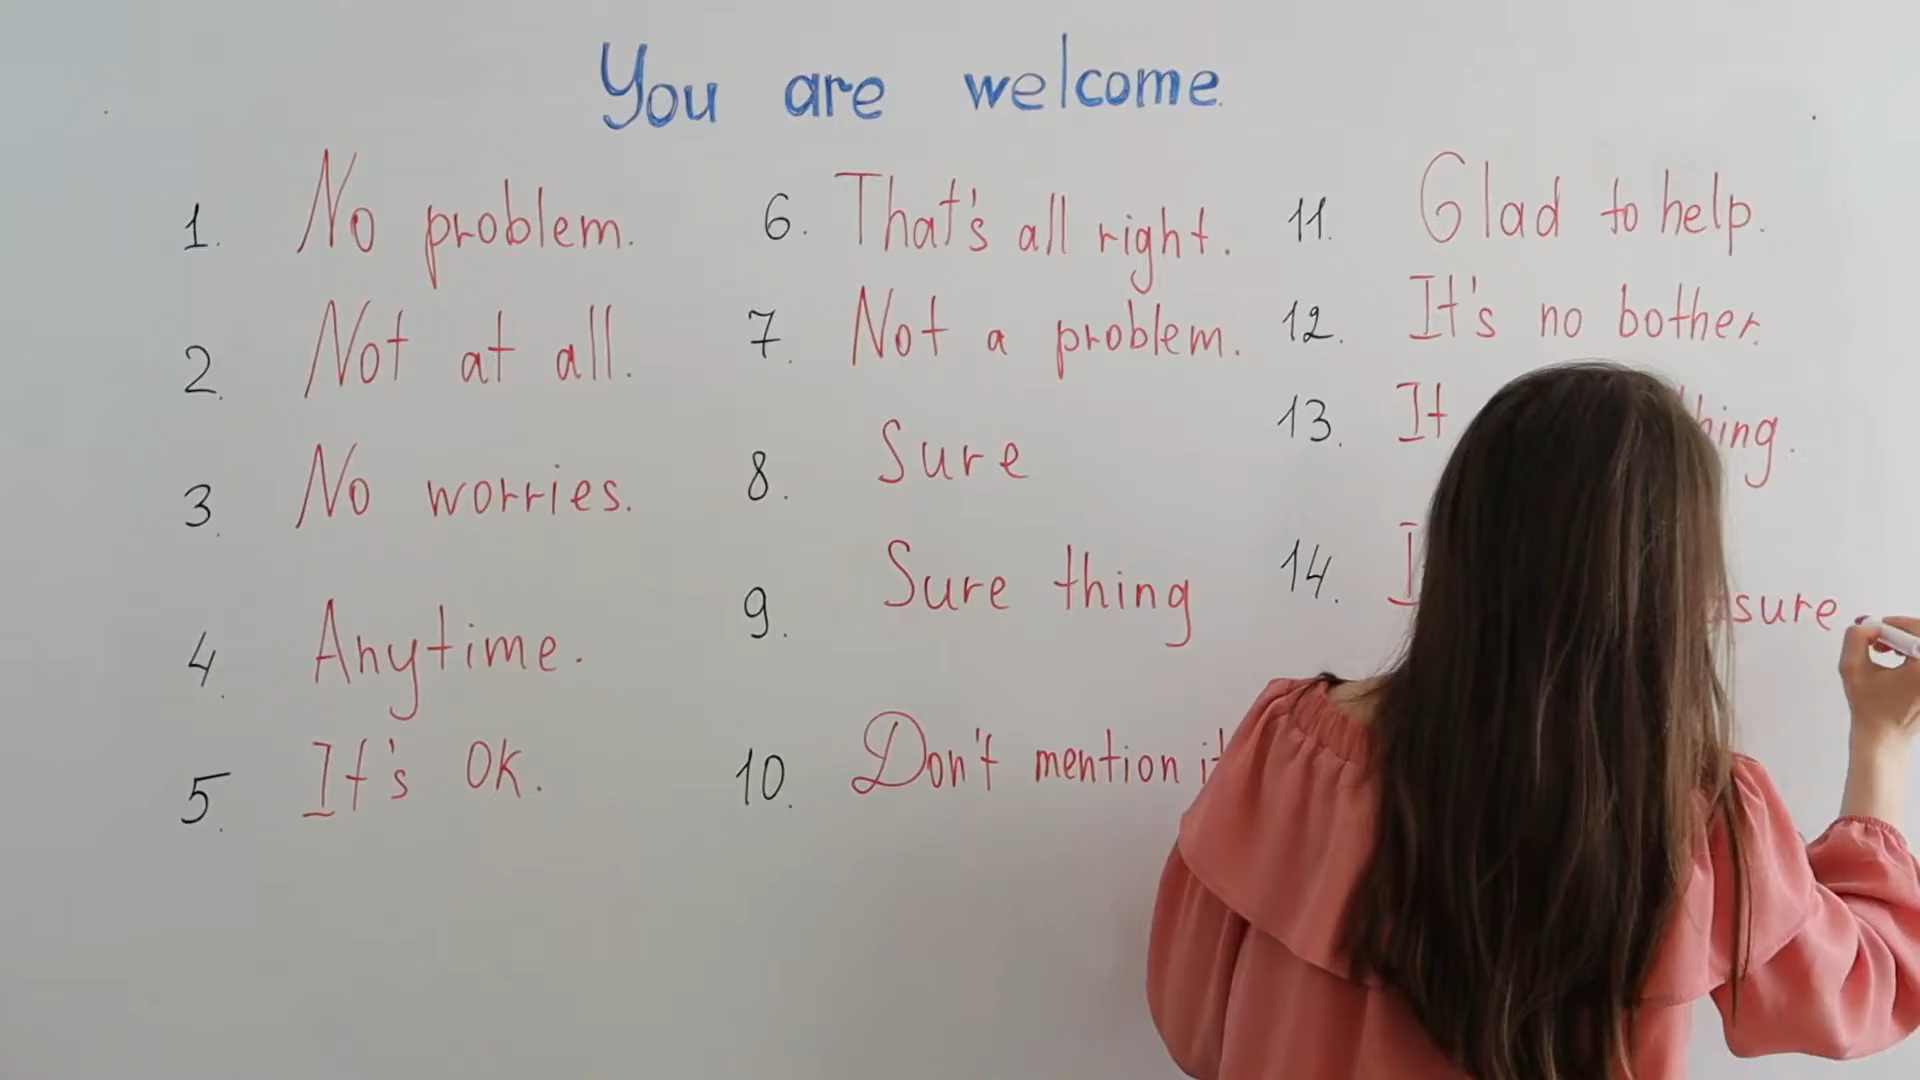 You are welcome.
1. No problem.
2. Not at all.
3. No worries.
4. Anytime.
5. It's OK.
6. That's all right.
7. Not a problem.
8. Sure
9. Sure thing
10. Don't mention it
11. Glad to help.
12. It's no bother.
13. It
14.